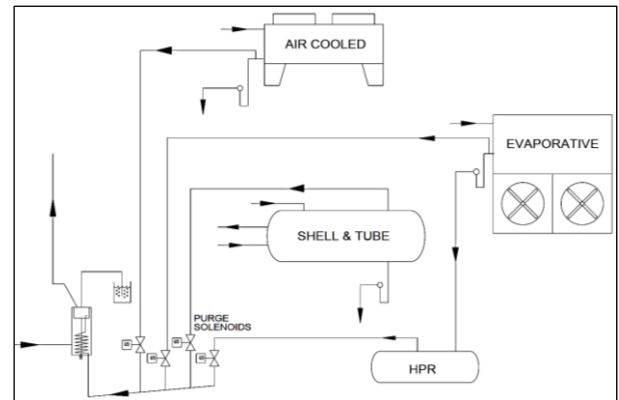 AIR COOLED
EVAPORATIVE
SHELL & TUBE
PURGE
SOLENOIDS
S
S
S
S
HPR